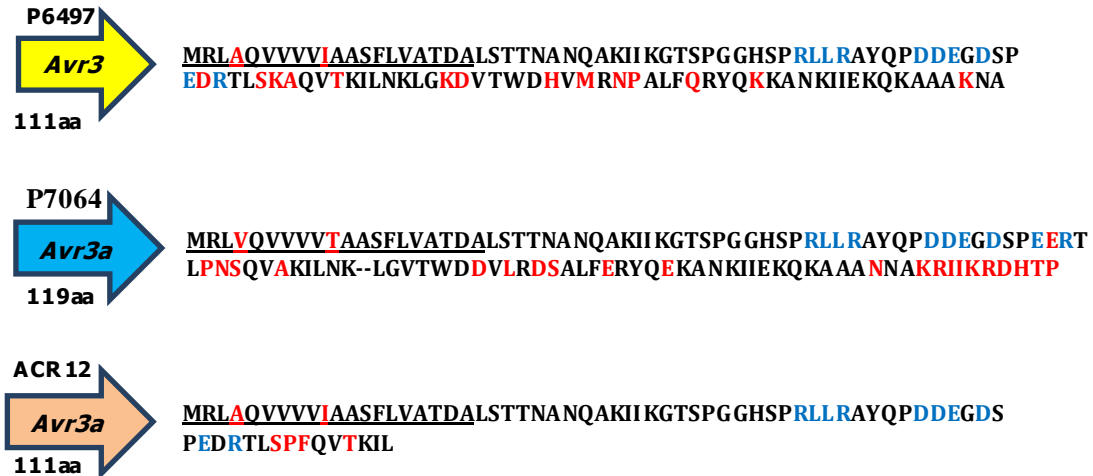 P6497
Avr3
111aa
MRLAQVVVVIAASFLVATDALSTTNANQAKIIKGTSPGGHSPRLLRAYQPDDEGDSP
EDRTLSKAQVTKILNKLGKDVTWDHVMRNPALFQRYQKKANKIIEKQKAAAKNA
P7064
Avr3a
119aa
MRLVQVVVVTAASFLVATDALSTTNANQAKIIKGTSPGGHSPRLLRAYQPDDEGDSPEERT
LPNSQVAKILNK--LGVTWDDVLRDSALFERYQEKANKIIEKQKAAANNAKRIIKRDHTP
ACR12
Avr3a
111aa
MRLAQVVVVIAASFLVATDALSTTNANQAKIIKGTSPGGHSPRLLRAYQPDDEGDS
PEDRTLSPFQVTKIL